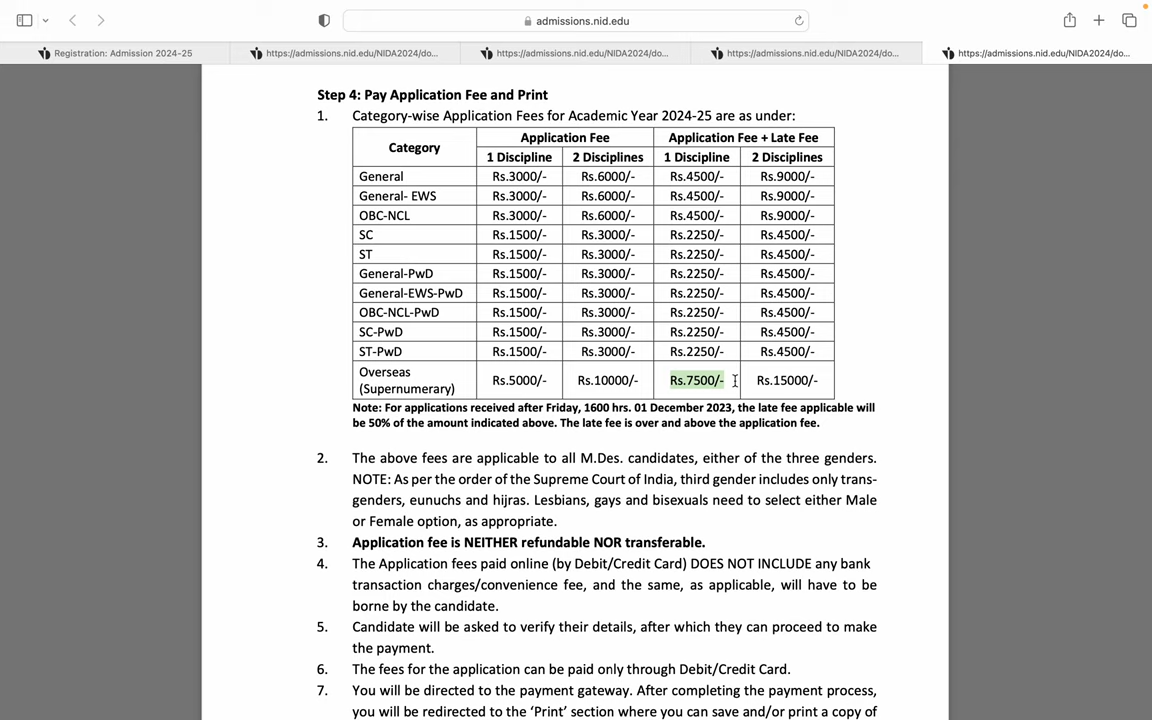 admissions.nid.edu
Registration: Admission 2024-25
https://admissions.nid.edu/NIDA2024/do...
https://admissions.nid.edu/NIDA2024/do...
https://admissions.nid.edu/NIDA2024/do...
https://admissions.nid.edu/NIDA2024/do...
Step 4: Pay Application Fee and Print
1. Category-wise Application Fees for Academic Year 2024-25 are as under:
Category Application Fee Application Fee + Late Fee
1 Discipline 2 Disciplines 1 Discipline 2 Disciplines
General Rs.3000/- Rs.6000/- Rs.4500/- Rs.9000/-
General- EWS Rs.3000/- Rs.6000/- Rs.4500/- Rs.9000/-
OBC-NCL Rs.3000/- Rs.6000/- Rs.4500/- Rs.9000/-
SC Rs.1500/- Rs.3000/- Rs.2250/- Rs.4500/-
ST Rs.1500/- Rs.3000/- Rs.2250/- Rs.4500/-
General-PwD Rs.1500/- Rs.3000/- Rs.2250/- Rs.4500/-
General-EWS-PwD Rs.1500/- Rs.3000/- Rs.2250/- Rs.4500/-
OBC-NCL-PwD Rs.1500/- Rs.3000/- Rs.2250/- Rs.4500/-
SC-PwD Rs.1500/- Rs.3000/- Rs.2250/- Rs.4500/-
ST-PwD Rs.1500/- Rs.3000/- Rs.2250/- Rs.4500/-
Overseas
(Supernumerary) Rs.5000/- Rs.10000/- Rs.7500/- Rs.15000/-
Note: For applications received after Friday, 1600 hrs. 01 December 2023, the late fee applicable will
be 50% of the amount indicated above. The late fee is over and above the application fee.
2. The above fees are applicable to all M.Des. candidates, either of the three genders.
NOTE: As per the order of the Supreme Court of India, third gender includes only trans-
genders, eunuchs and hijras. Lesbians, gays and bisexuals need to select either Male
or Female option, as appropriate.
3. Application fee is NEITHER refundable NOR transferable.
4. The Application fees paid online (by Debit/Credit Card) DOES NOT INCLUDE any bank
transaction charges/convenience fee, and the same, as applicable, will have to be
borne by the candidate.
5. Candidate will be asked to verify their details, after which they can proceed to make
the payment.
6. The fees for the application can be paid only through Debit/Credit Card.
7. You will be directed to the payment gateway. After completing the payment process,
you will be redirected to the 'Print' section where you can save and/or print a copy of